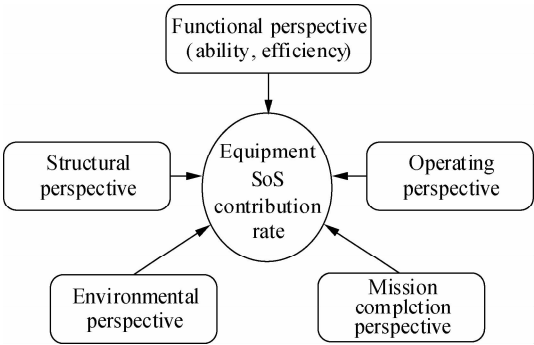 Functional perspective
(ability, efficiency)
Structural
perspective
Equipment
SoS
contribution
rate
Operating
perspective
Environmental
perspective
Mission
complction
perspective